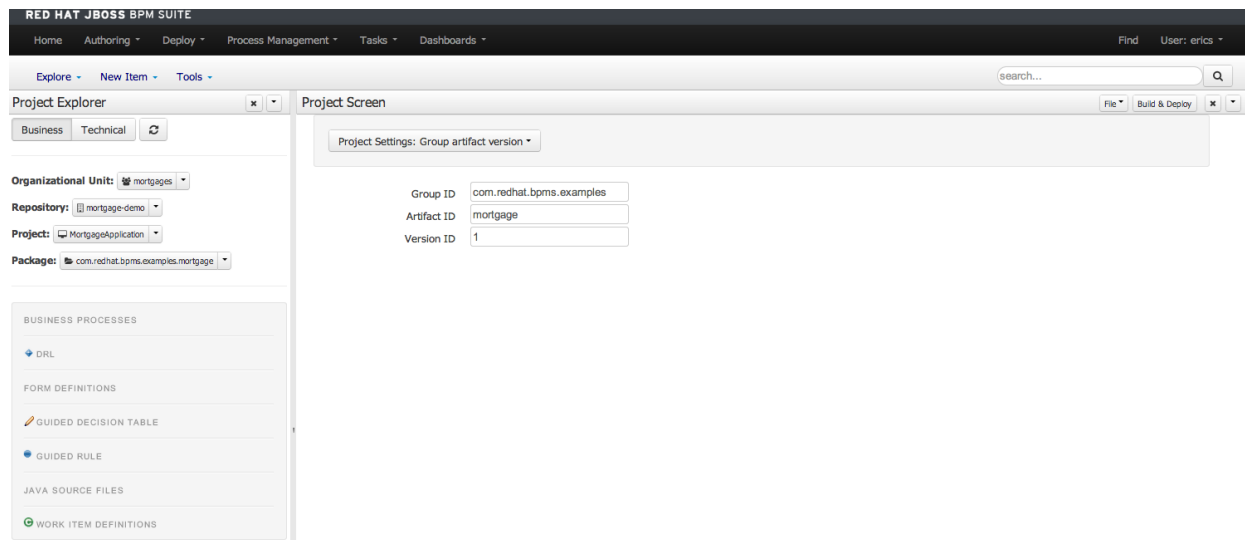 RED HAT JBOSS BPM SUITE
Home Authoring Deploy Process Management Tasks Dashboards Find User: erics
Explore New Item Tools search...
Project Explorer
Project Screen File Build & Deploy
Business Technical
Project Settings: Group artifact version
Organizational Unit: mortgages
Repository: mortgage-demo
Project: MortgageApplication
Package: com.redhat.bpms.examples.mortgage
Group ID com.redhat.bpms.examples
Artifact ID mortgage
Version ID 1
BUSINESS PROCESSES
DRL
FORM DEFINITIONS
GUIDED DECISION TABLE
GUIDED RULE
JAVA SOURCE FILES
WORK ITEM DEFINITIONS